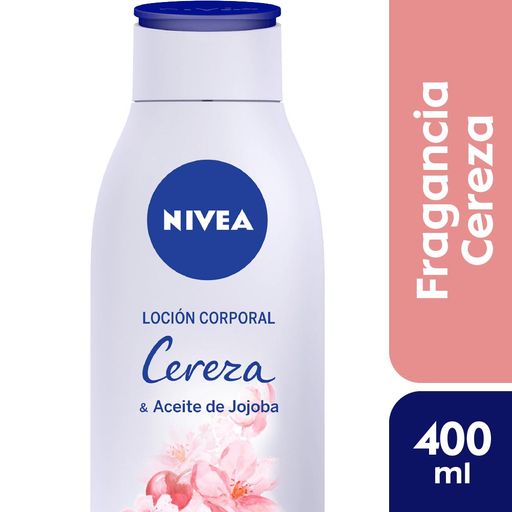 NIVEA
NIVEA
LOCIÓN CORPORAL
Cereza
& Aceite de Jojoba
Fragancia
Cereza
400
ml